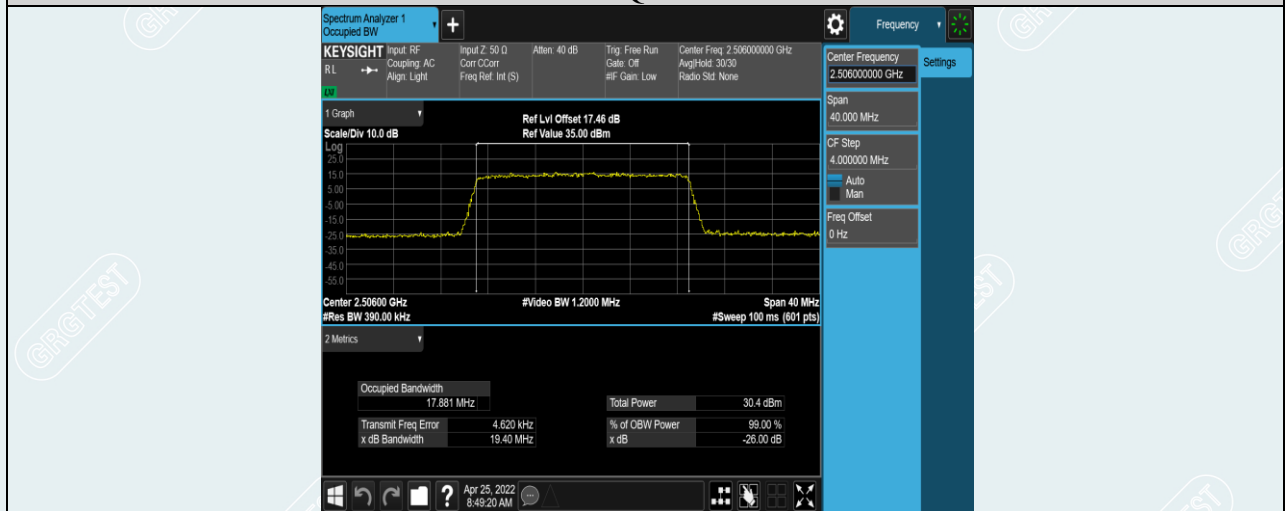 Spectrum Analyzer 1
Occupied BW
Frequency
KEYSIGHT Input: RF
RL Coupling: AC
Align: Light
Input Z: 50 Ω
Corr CCorr
Freq Ref: Int (S)
Atten: 40 dB
Trig: Free Run
Gate: Off
#IF Gain: Low
Center Freq: 2.506000000 GHz
Avg|Hold: 30/30
Radio Std: None
Center Frequency
2.506000000 GHz
Settings
Span
40.000 MHz
CF Step
4.000000 MHz
Auto
Man
Freq Offset
0 Hz
1 Graph
Scale/Div 10.0 dB
Ref Lvl Offset 17.46 dB
Ref Value 35.00 dBm
Log
25.0
15.0
5.00
-5.00
-15.0
-25.0
-35.0
-45.0
-55.0
Center 2.50600 GHz
#Res BW 390.00 kHz
#Video BW 1.2000 MHz
Span 40 MHz
#Sweep 100 ms (601 pts)
2 Metrics
Occupied Bandwidth
17.881 MHz
Total Power 30.4 dBm
Transmit Freq Error 4.620 kHz
% of OBW Power 99.00 %
x dB Bandwidth 19.40 MHz
x dB -26.00 dB
?
Apr 25, 2022
8:49:20 AM
GRGTEST
GRGTEST
GRGTEST